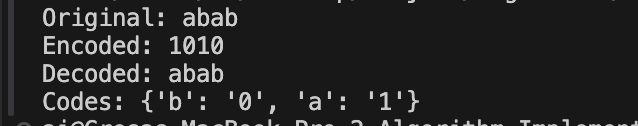 Original: abab
Encoded: 1010
Decoded: abab
Codes: {'b': '0', 'a': '1'}